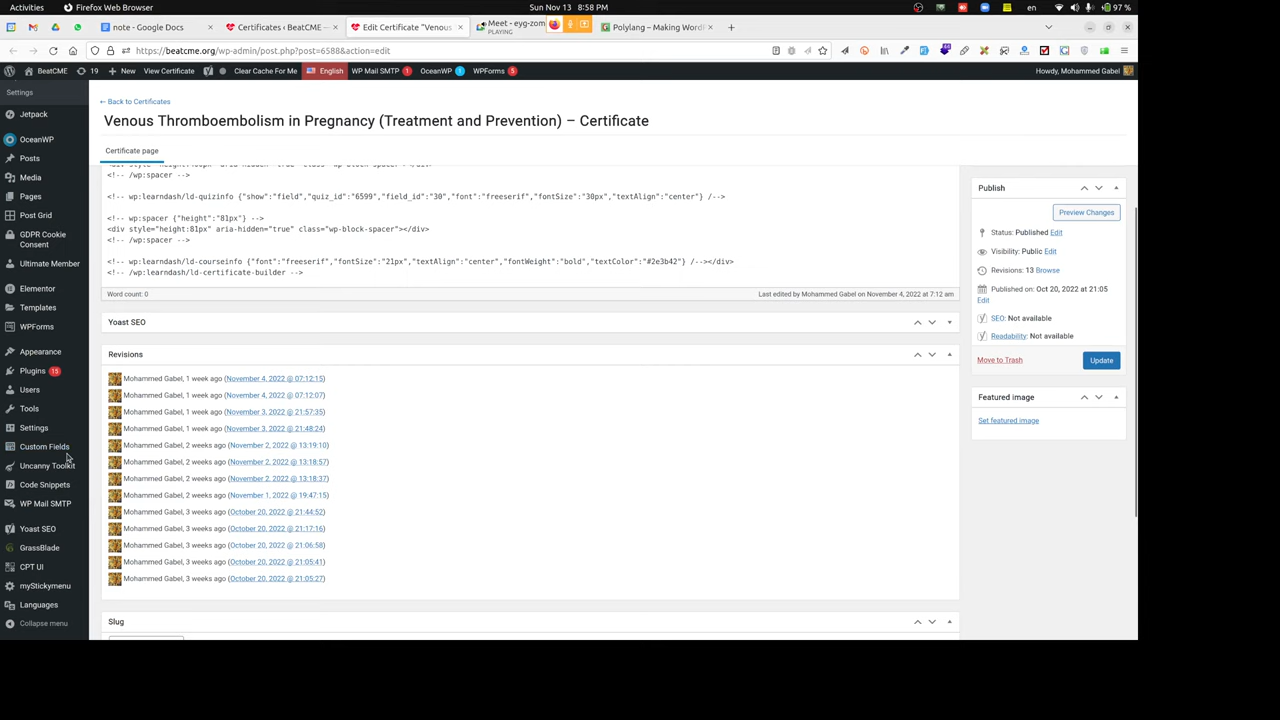 Activities
Firefox Web Browser
Sun Nov 13 8:58 PM
en
97 %
note - Google Docs
Certificates ‹ BeatCME —
Edit Certificate "Venous
Meet - eyg-zom
PLAYING
Polylang – Making Word
https://beatcme.org/wp-admin/post.php?post=6588&action=edit
BeatCME
19
New
View Certificate
Clear Cache For Me
English
WP Mail SMTP 1
OceanWP 1
WPForms 5
Howdy, Mohammed Gabel
Settings
Jetpack
OceanWP
Posts
Media
Pages
Post Grid
GDPR Cookie
Consent
Ultimate Member
Elementor
Templates
WPForms
Appearance
Plugins 15
Users
Tools
Settings
Custom Fields
Uncanny Toolkit
Code Snippets
WP Mail SMTP
Yoast SEO
GrassBlade
CPT UI
myStickymenu
Languages
Collapse menu
← Back to Certificates
Venous Thromboembolism in Pregnancy (Treatment and Prevention) – Certificate
Certificate page
<!-- /wp:spacer -->
<!-- wp:learndash/ld-quizinfo {"show":"field","quiz_id":"6599","field_id":"30","font":"freeserif","fontSize":"30px","textAlign":"center"} /-->
<!-- wp:spacer {"height":"81px"} -->
<div style="height:81px" aria-hidden="true" class="wp-block-spacer"></div>
<!-- /wp:spacer -->
<!-- wp:learndash/ld-courseinfo {"font":"freeserif","fontSize":"21px","textAlign":"center","fontWeight":"bold","textColor":"#2e3b42"} /--></div>
<!-- /wp:learndash/ld-certificate-builder -->
Word count: 0
Last edited by Mohammed Gabel on November 4, 2022 at 7:12 am
Yoast SEO
Revisions
Mohammed Gabel, 1 week ago (November 4, 2022 @ 07:12:15)
Mohammed Gabel, 1 week ago (November 4, 2022 @ 07:12:07)
Mohammed Gabel, 1 week ago (November 3, 2022 @ 21:57:35)
Mohammed Gabel, 1 week ago (November 3, 2022 @ 21:48:24)
Mohammed Gabel, 2 weeks ago (November 2, 2022 @ 13:19:10)
Mohammed Gabel, 2 weeks ago (November 2, 2022 @ 13:18:57)
Mohammed Gabel, 2 weeks ago (November 2, 2022 @ 13:18:37)
Mohammed Gabel, 2 weeks ago (November 1, 2022 @ 19:47:15)
Mohammed Gabel, 3 weeks ago (October 20, 2022 @ 21:44:52)
Mohammed Gabel, 3 weeks ago (October 20, 2022 @ 21:17:16)
Mohammed Gabel, 3 weeks ago (October 20, 2022 @ 21:06:58)
Mohammed Gabel, 3 weeks ago (October 20, 2022 @ 21:05:41)
Mohammed Gabel, 3 weeks ago (October 20, 2022 @ 21:05:27)
Slug
Publish
Preview Changes
Status: Published Edit
Visibility: Public Edit
Revisions: 13 Browse
Published on: Oct 20, 2022 at 21:05
Edit
SEO: Not available
Readability: Not available
Move to Trash
Update
Featured image
Set featured image